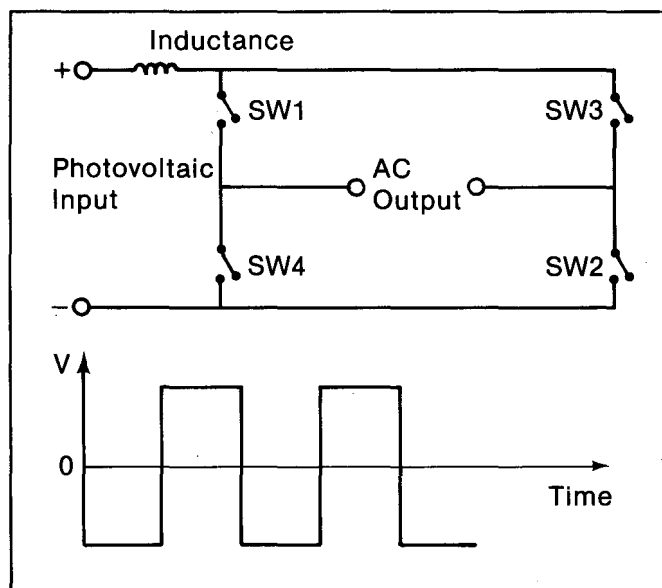 Inductance
+
SW1
SW3
Photovoltaic
Input
AC
Output
SW4
SW2
−
V
0
Time